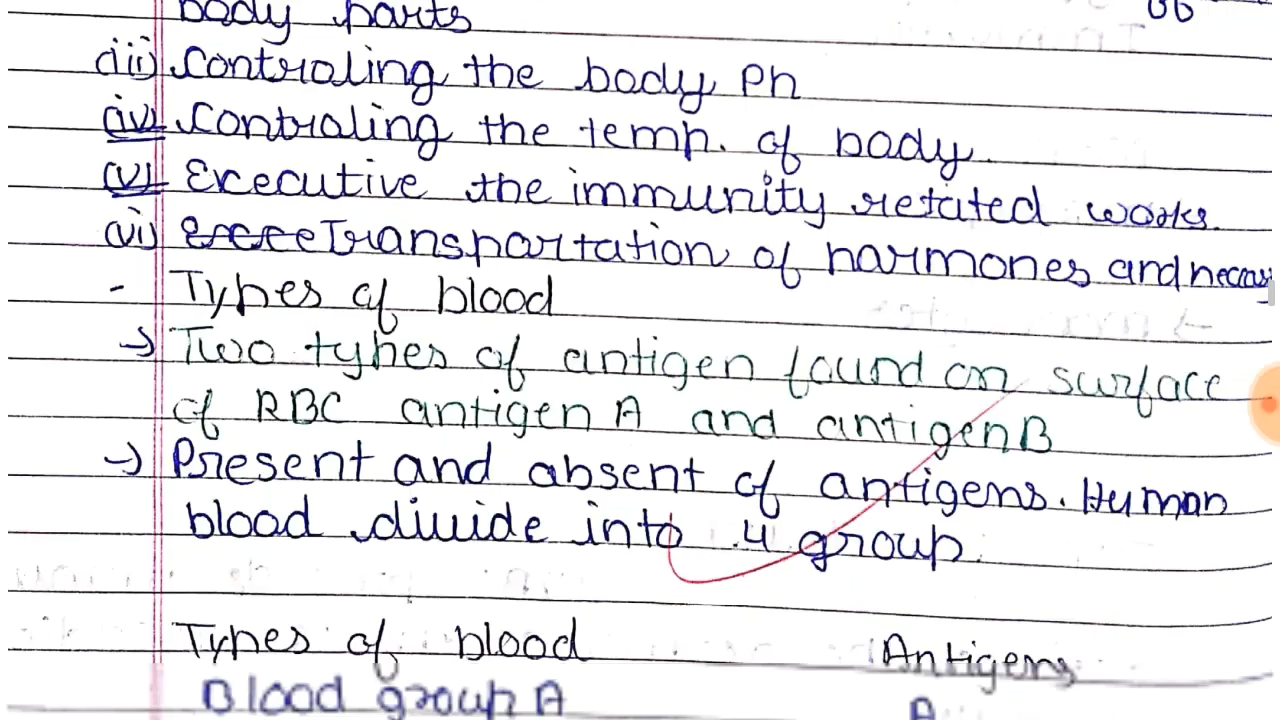 body parts
(iii) Controling the body Ph
(iv) Controling the temp. of body.
(v) Executive the immunity retated works.
(vi) Transportation of harmones and
- Types of blood
→ Two types of antigen found on surface
of RBC antigen A and antigen B
→ Present and absent of antigens. Human
blood divide into 4 group.
Types of blood Antigens
Blood group A A